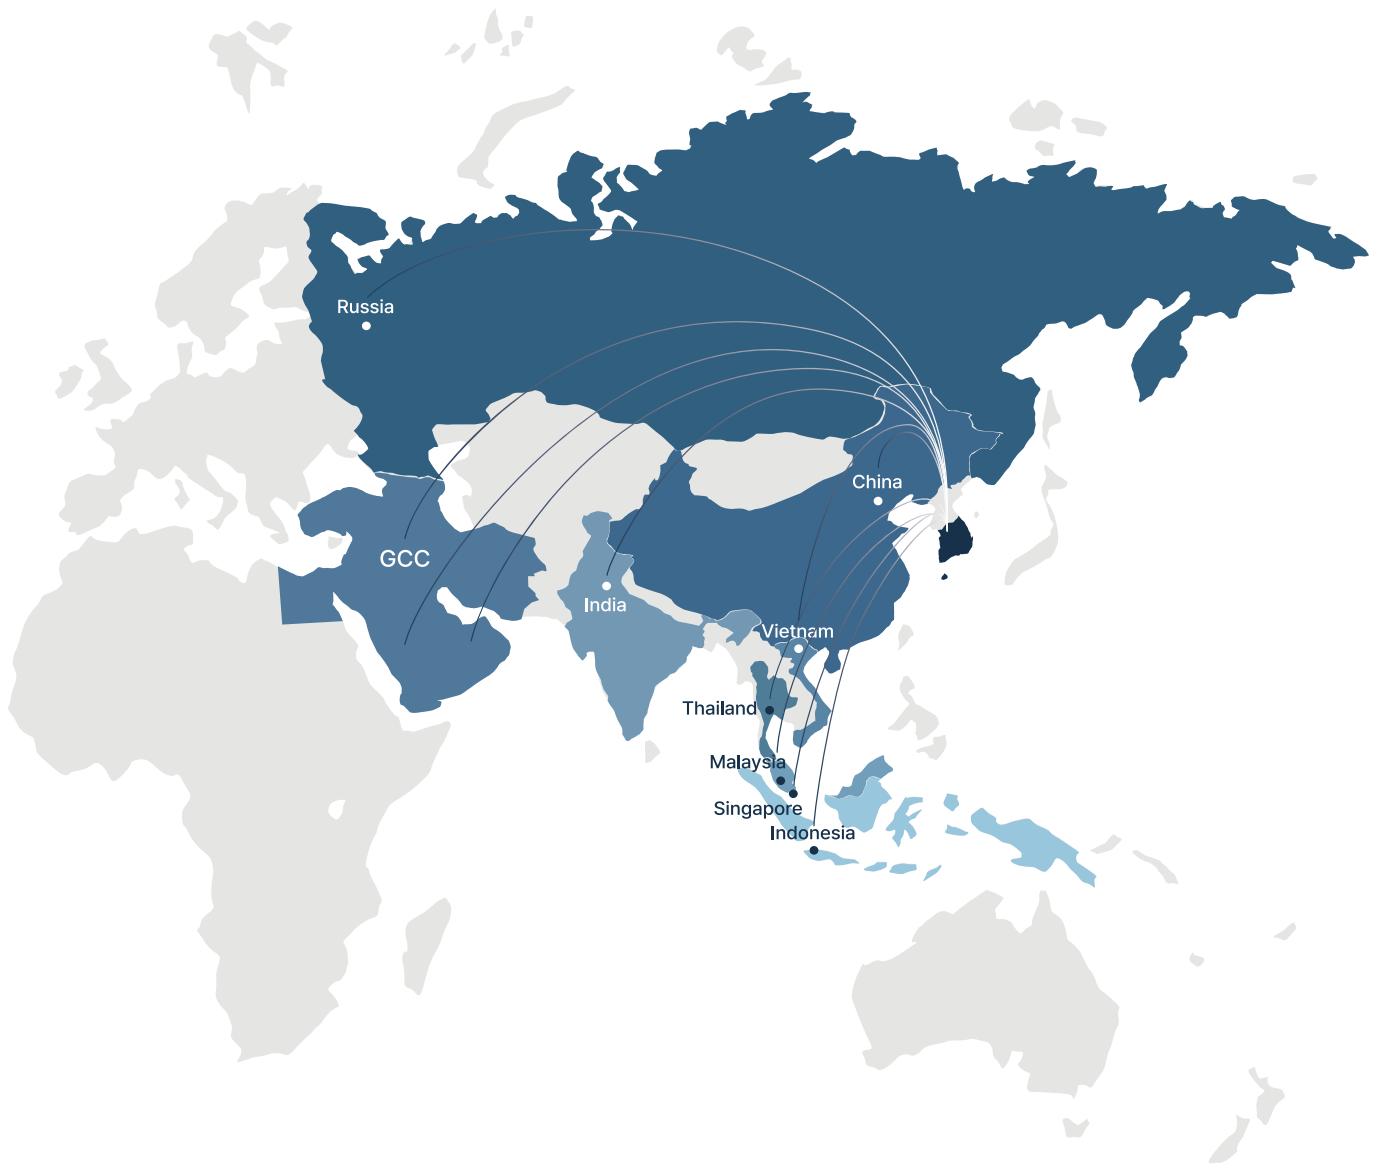 Russia
China
GCC
India
Vietnam
Thailand
Malaysia
Singapore
Indonesia